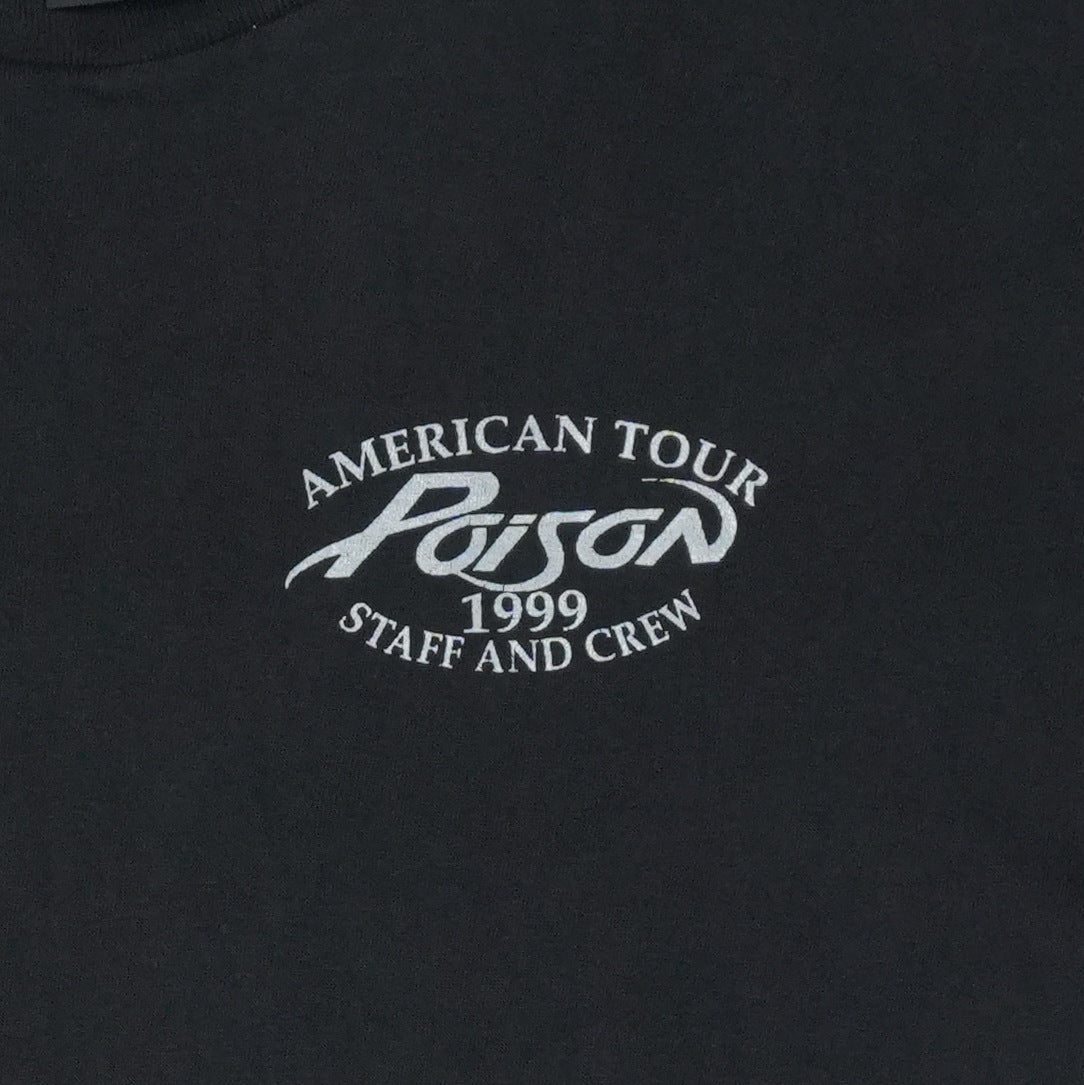 AMERICAN TOUR
POISON
1999
STAFF AND CREW